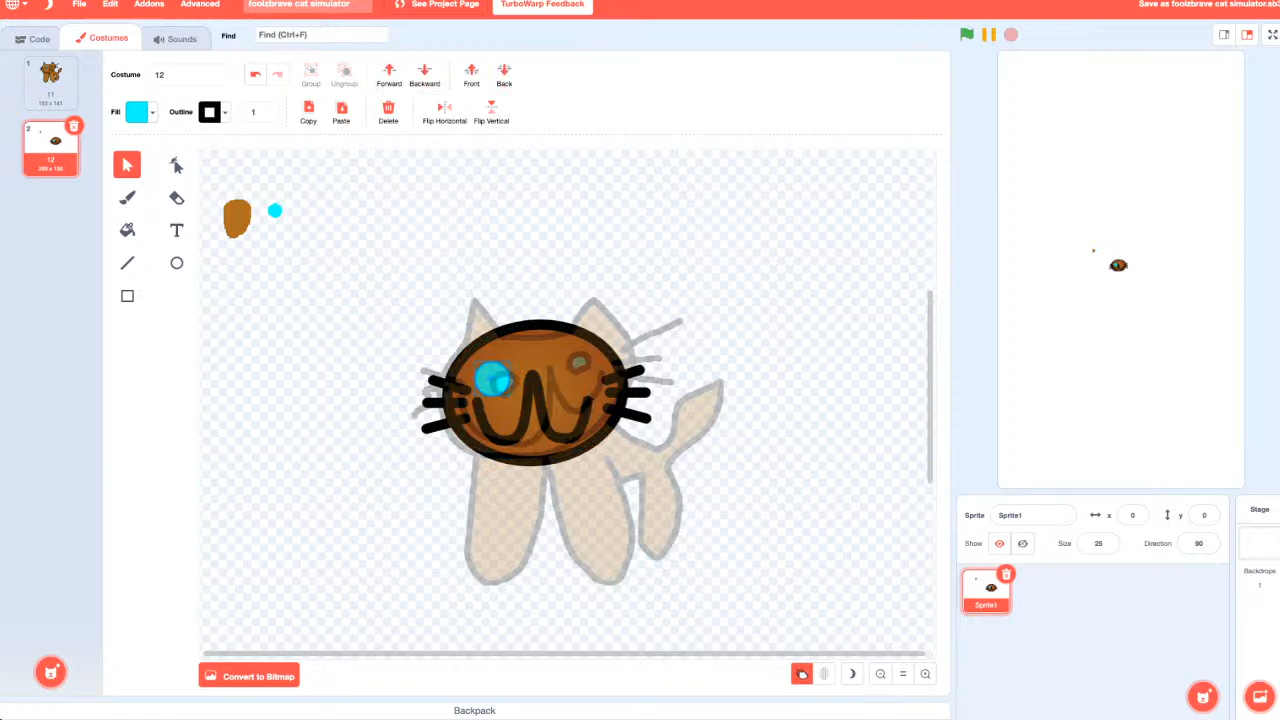 File Edit Addons Advanced foolzbrave cat simulator See Project Page TurboWarp Feedback Save as foolzbrave cat simulator.sb3
Code Costumes Sounds Find Find (Ctrl+F)
1
11
153 x 141
2
12
Costume 12 Group Ungroup Forward Backward Front Back
Fill Outline 1 Copy Paste Delete Flip Horizontal Flip Vertical
T
Convert to Bitmap
Backpack
Sprite Sprite1 x 0 y 0
Show Size 25 Direction 90
Sprite1
Stage
Backdrops
1